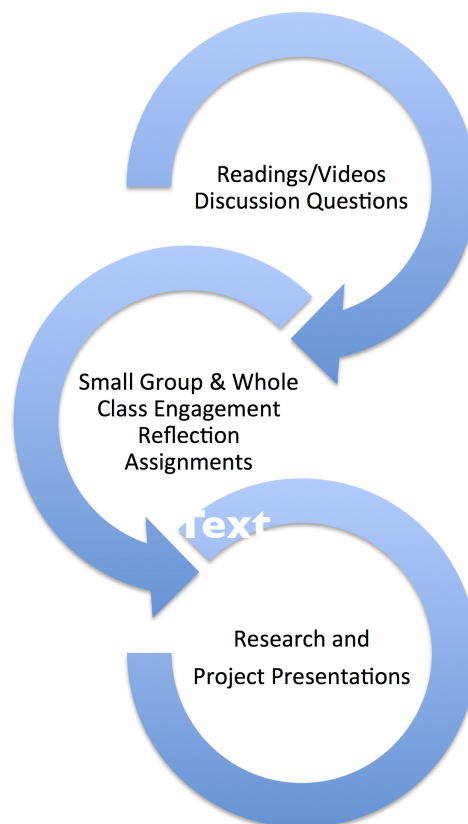 Readings/Videos
Discussion Questions
Small Group & Whole
Class Engagement
Reflection
Assignments
Text
Research and
Project Presentations